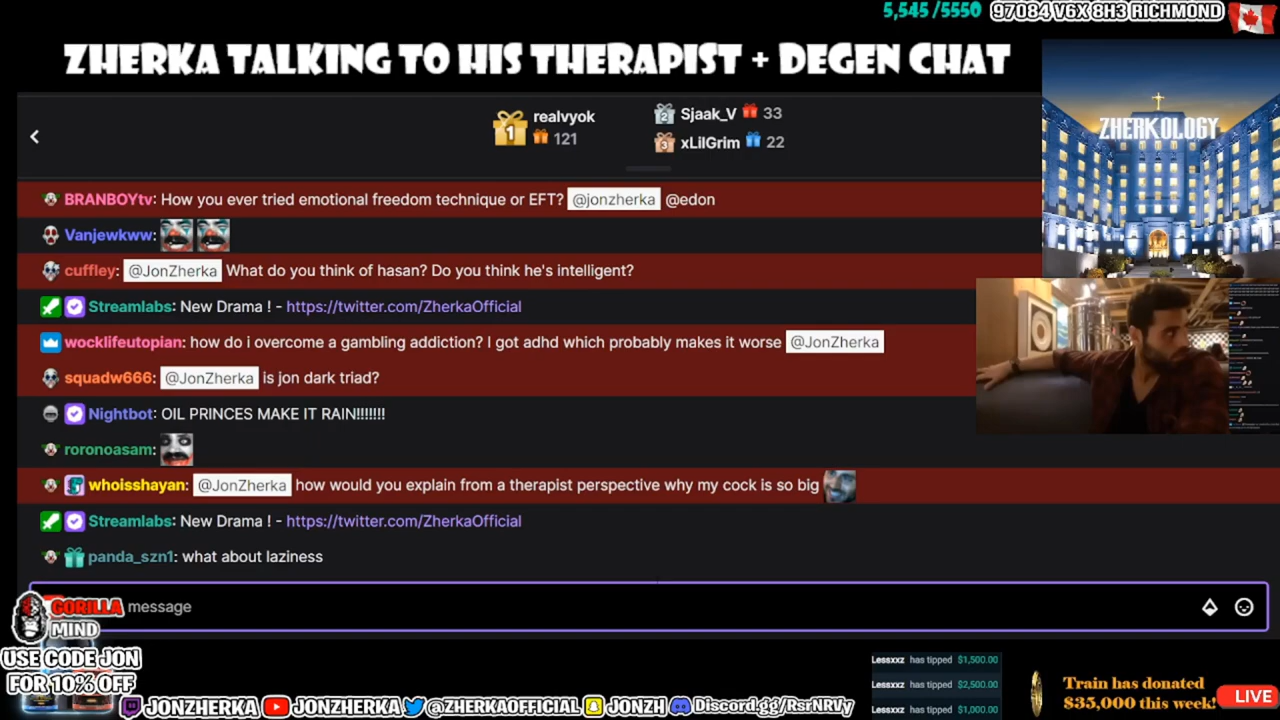 5,545 /5550
97084 V6X 8H3 RICHMOND
ZHERKA TALKING TO HIS THERAPIST + DEGEN CHAT
ZHERKOLOGY
1 realvyok
121
2 Sjaak_V 33
3 xLilGrim 22
BRANBOYtv: How you ever tried emotional freedom technique or EFT? @jonzherka @edon
Vanjewkww:
cuffley: @JonZherka What do you think of hasan? Do you think he's intelligent?
Streamlabs: New Drama ! - https://twitter.com/ZherkaOfficial
wocklifeutopian: how do i overcome a gambling addiction? I got adhd which probably makes it worse @JonZherka
squadw666: @JonZherka is jon dark triad?
Nightbot: OIL PRINCES MAKE IT RAIN!!!!!!!
roronoasam:
whoisshayan: @JonZherka how would you explain from a therapist perspective why my cock is so big
Streamlabs: New Drama ! - https://twitter.com/ZherkaOfficial
panda_szn1: what about laziness
message
GORILLA
MIND
USE CODE JON
FOR 10% OFF
JONZHERKA JONZHERKA @ZHERKAOFFICIAL JONZH Discord.gg/RsrNRVy
Lessxxz has tipped $1,500.00
Lessxxz has tipped $2,500.00
Lessxxz has tipped $1,000.00
Train has donated
$35,000 this week!
LIVE